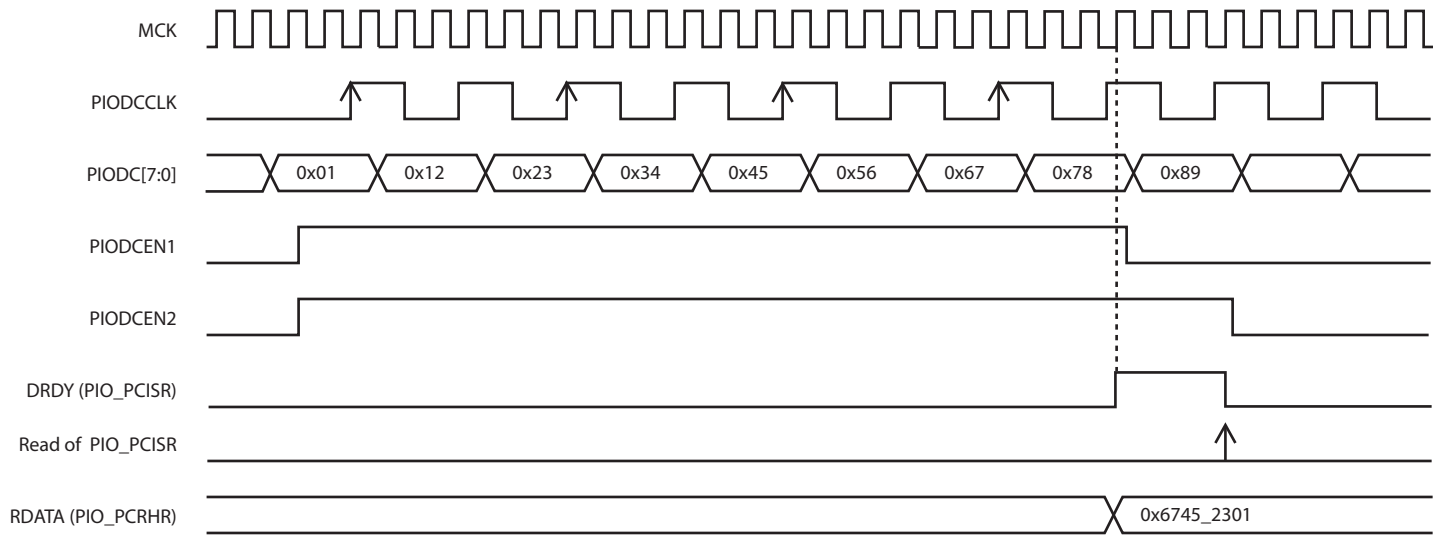 MCK
PIODCCLK
PIODC[7:0] 0x01 0x12 0x23 0x34 0x45 0x56 0x67 0x78 0x89
PIODCEN1
PIODCEN2
DRDY (PIO_PCISR)
Read of PIO_PCISR
RDATA (PIO_PCRHR) 0x6745_2301